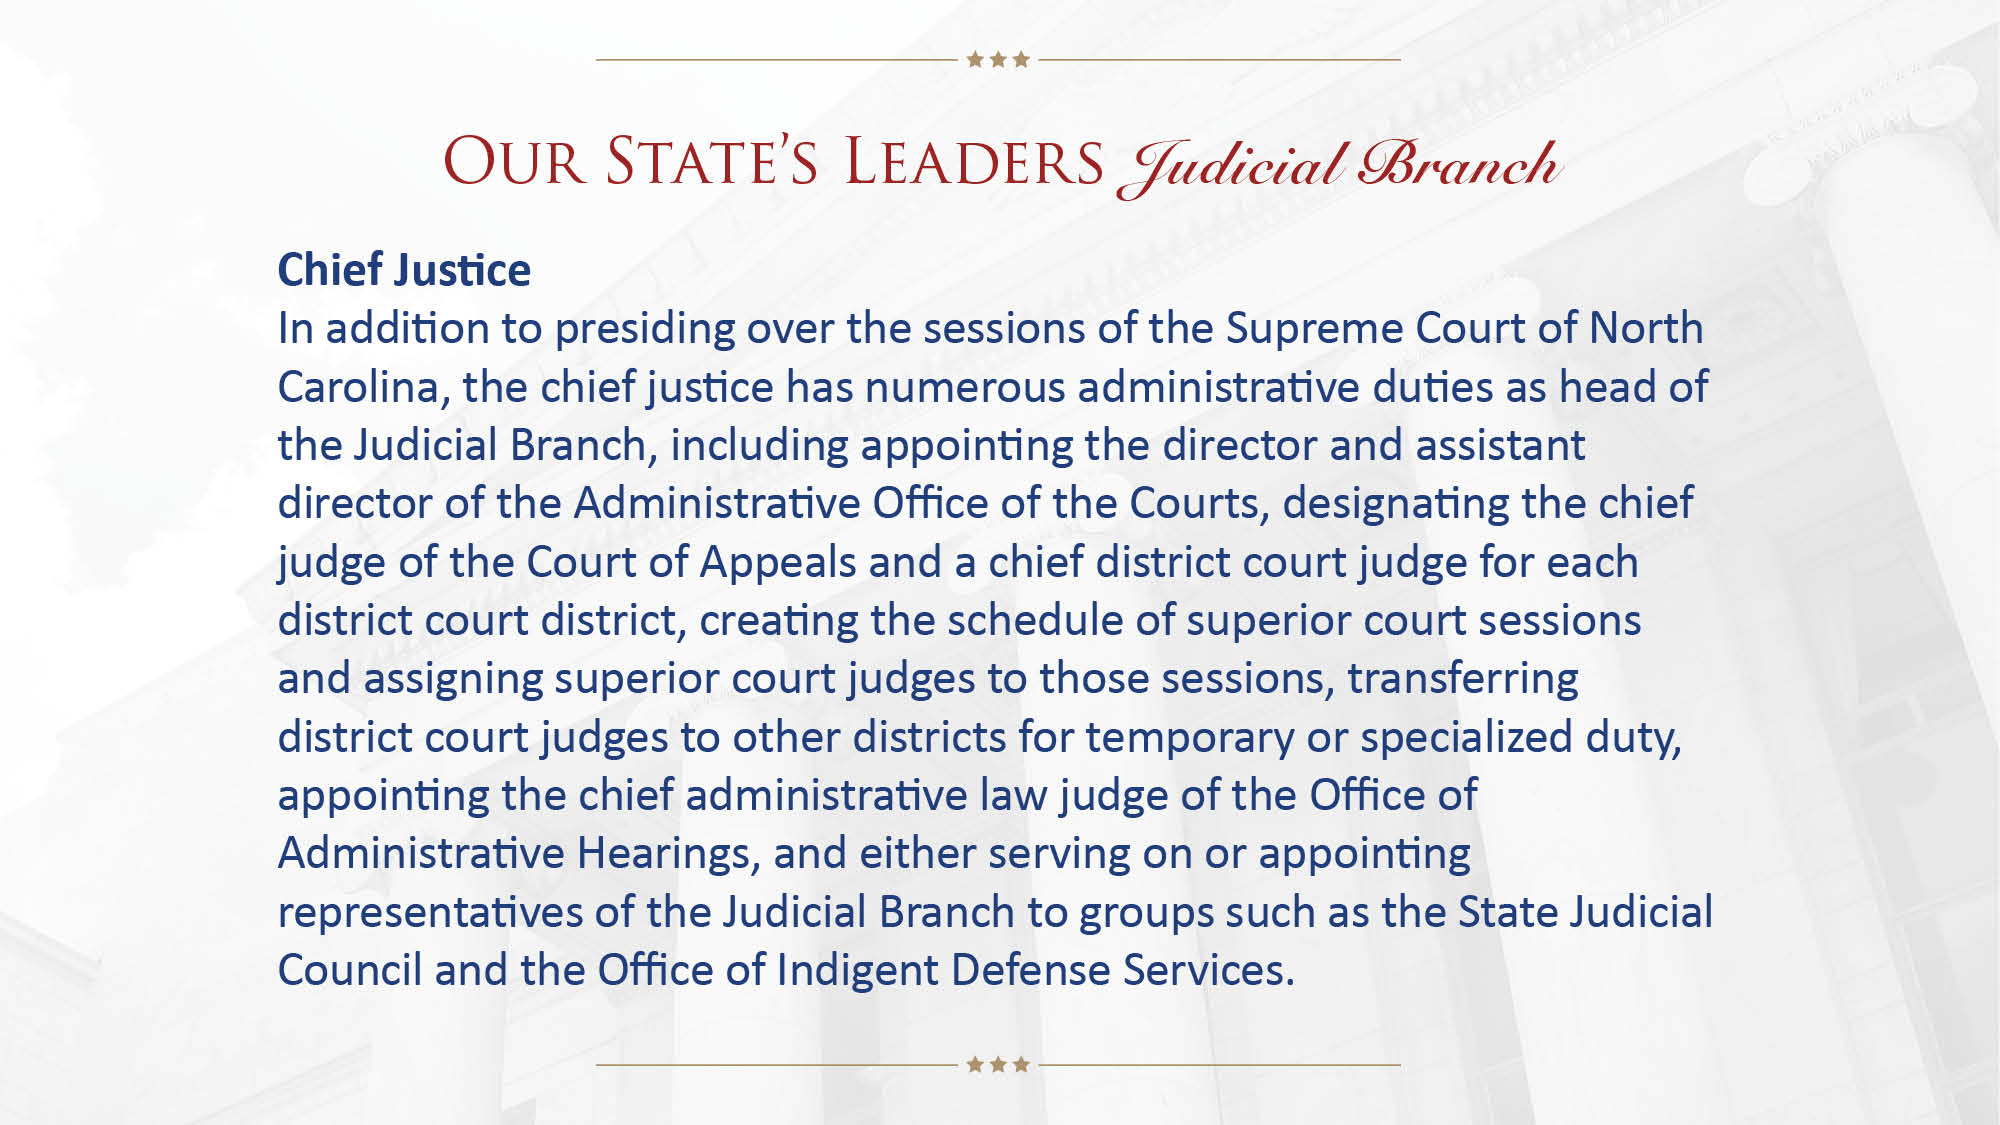 Our State’s Leaders Judicial Branch
Chief Justice
In addition to presiding over the sessions of the Supreme Court of North
Carolina, the chief justice has numerous administrative duties as head of
the Judicial Branch, including appointing the director and assistant
director of the Administrative Office of the Courts, designating the chief
judge of the Court of Appeals and a chief district court judge for each
district court district, creating the schedule of superior court sessions
and assigning superior court judges to those sessions, transferring
district court judges to other districts for temporary or specialized duty,
appointing the chief administrative law judge of the Office of
Administrative Hearings, and either serving on or appointing
representatives of the Judicial Branch to groups such as the State Judicial
Council and the Office of Indigent Defense Services.